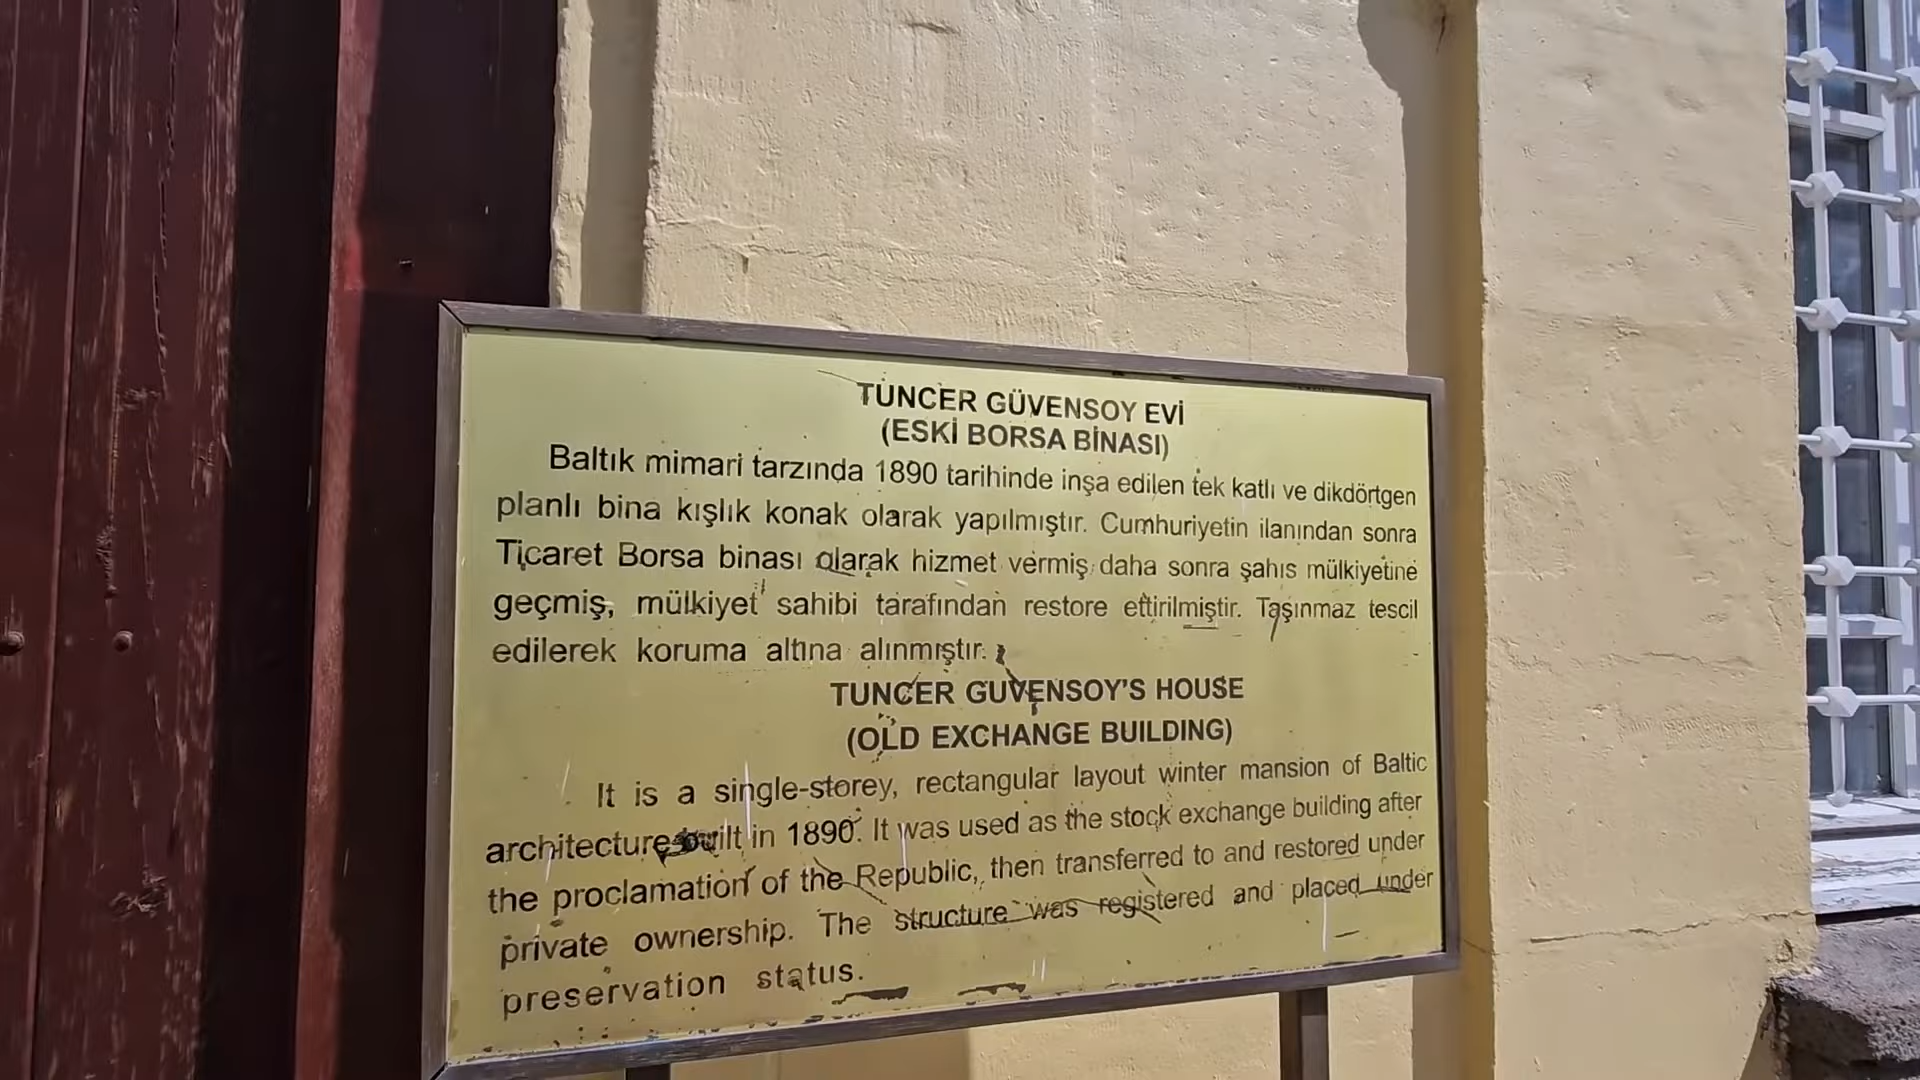 TUNCER GÜVENSOY EVİ
(ESKİ BORSA BİNASI)
Baltık mimari tarzında 1890 tarihinde inşa edilen tek katlı ve dikdörtgen
planlı bina kışlık konak olarak yapılmıştır. Cumhuriyetin ilanından sonra
Ticaret Borsa binası olarak hizmet vermiş daha sonra şahıs mülkiyetine
geçmiş, mülkiyet sahibi tarafından restore ettirilmiştir. Taşınmaz tescil
edilerek koruma altına alınmıştır.
TUNCER GUVENSOY'S HOUSE
(OLD EXCHANGE BUILDING)
It is a single-storey, rectangular layout winter mansion of Baltic
architecture built in 1890. It was used as the stock exchange building after
the proclamation of the Republic, then transferred to and restored under
private ownership. The structure was registered and placed under
preservation status.